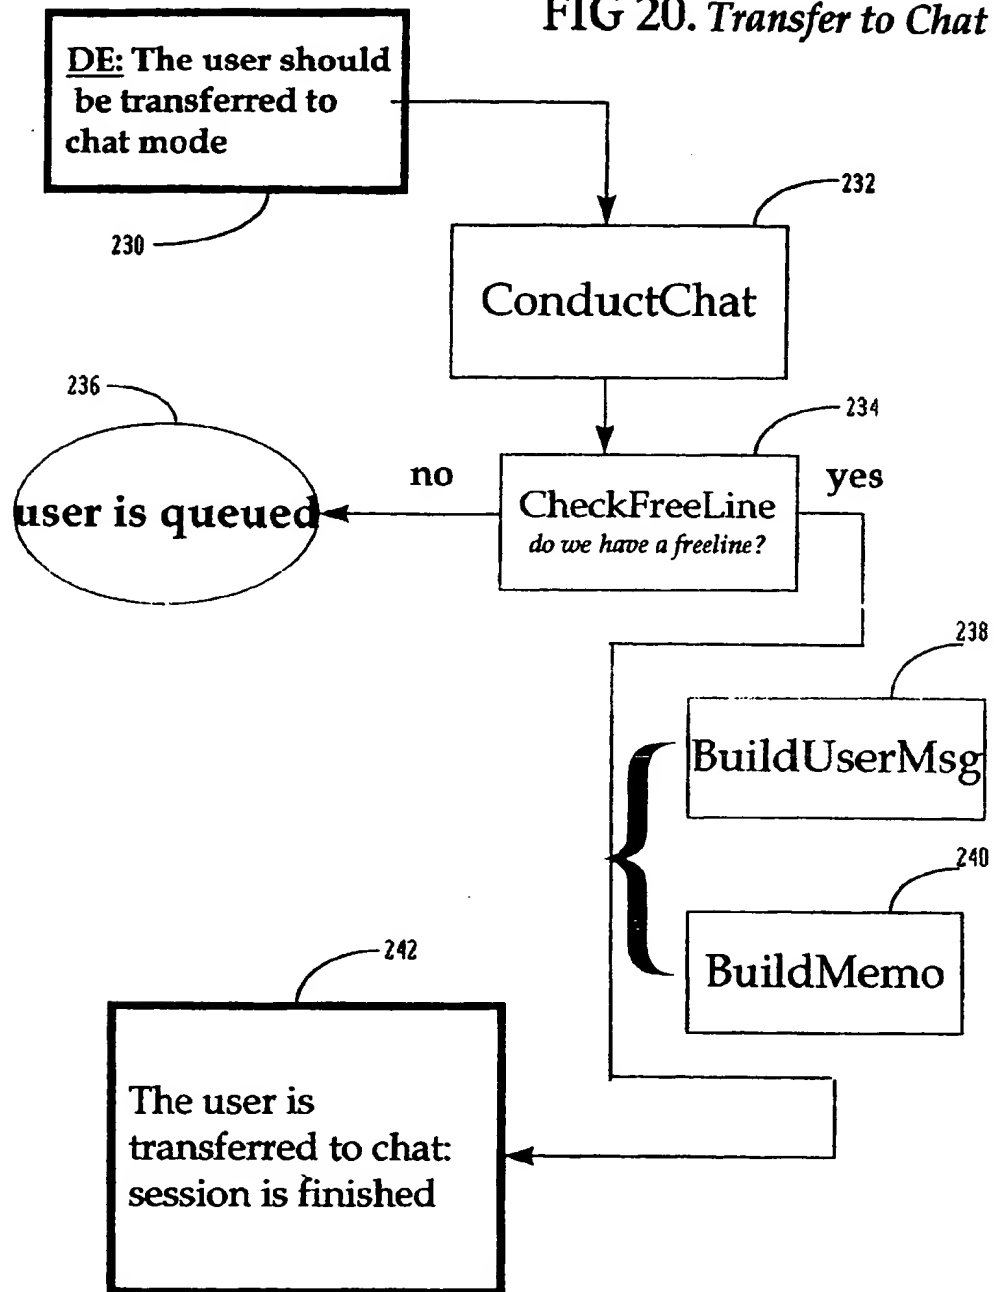 FIG 20. Transfer to Chat
DE: The user should
be transferred to
chat mode
230
232
ConductChat
236
234
user is queued
no
CheckFreeLine
do we have a freeline?
yes
238
BuildUserMsg
240
BuildMemo
242
The user is
transferred to chat:
session is finished